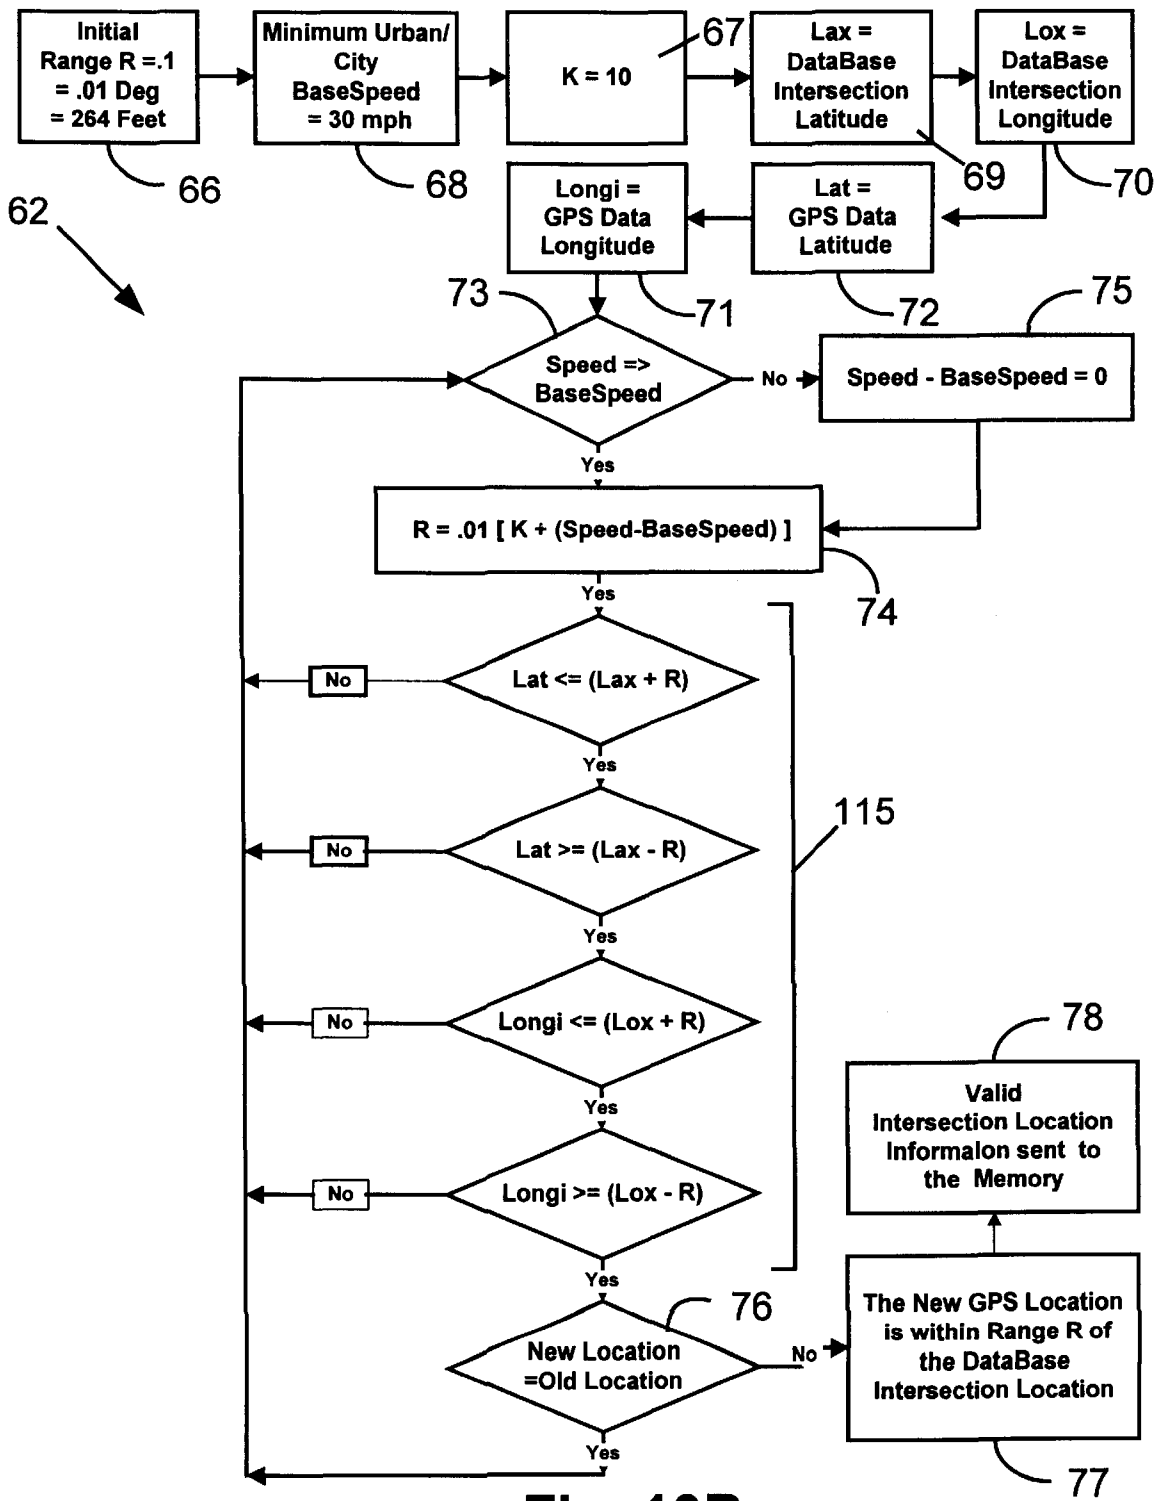 Initial
Range R =.1
= .01 Deg
= 264 Feet
66
Minimum Urban/
City
BaseSpeed
= 30 mph
68
K = 10
67
Lax =
DataBase
Intersection
Latitude
69
Lox =
DataBase
Intersection
Longitude
70
62
Longi =
GPS Data
Longitude
71
Lat =
GPS Data
Latitude
72
73
Speed =>
BaseSpeed
No
75
Speed - BaseSpeed = 0
Yes
R = .01 [ K + (Speed-BaseSpeed) ]
74
Yes
Lat <= (Lax + R)
No
Yes
115
Lat >= (Lax - R)
No
Yes
Longi <= (Lox + R)
No
Yes
Longi >= (Lox - R)
No
Yes
76
New Location
=Old Location
No
Yes
78
Valid
Intersection Location
Informaion sent to
the Memory
The New GPS Location
is within Range R of
the DataBase
Intersection Location
77